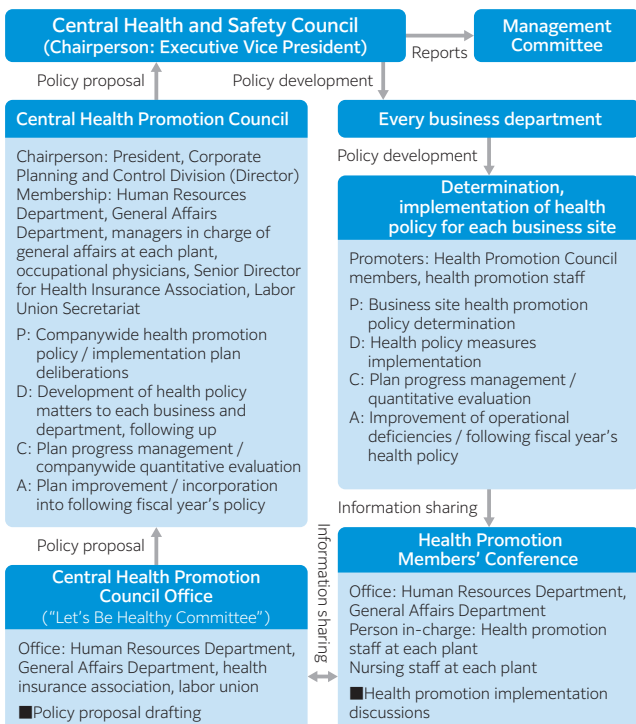 Central Health and Safety Council
(Chairperson: Executive Vice President)
Reports
Management
Committee
Policy proposal
Policy development
Central Health Promotion Council
Chairperson: President, Corporate
Planning and Control Division (Director)
Membership: Human Resources
Department, General Affairs
Department, managers in charge of
general affairs at each plant,
occupational physicians, Senior Director
for Health Insurance Association, Labor
Union Secretariat
P: Companywide health promotion
policy / implementation plan
deliberations
D: Development of health policy
matters to each business and
department, following up
C: Plan progress management /
companywide quantitative evaluation
A: Plan improvement / incorporation
into following fiscal year's policy
Policy proposal
Central Health Promotion
Council Office
("Let's Be Healthy Committee")
Office: Human Resources Department,
General Affairs Department, health
insurance association, labor union
■Policy proposal drafting
Every business department
Policy development
Determination,
implementation of health
policy for each business site
Promoters: Health Promotion Council
members, health promotion staff
P: Business site health promotion
policy determination
D: Health policy measures
implementation
C: Plan progress management /
quantitative evaluation
A: Improvement of operational
deficiencies / following fiscal year's
health policy
Information sharing
Information sharing
Health Promotion
Members' Conference
Office: Human Resources Department,
General Affairs Department
Person in-charge: Health promotion
staff at each plant
Nursing staff at each plant
■Health promotion implementation
discussions